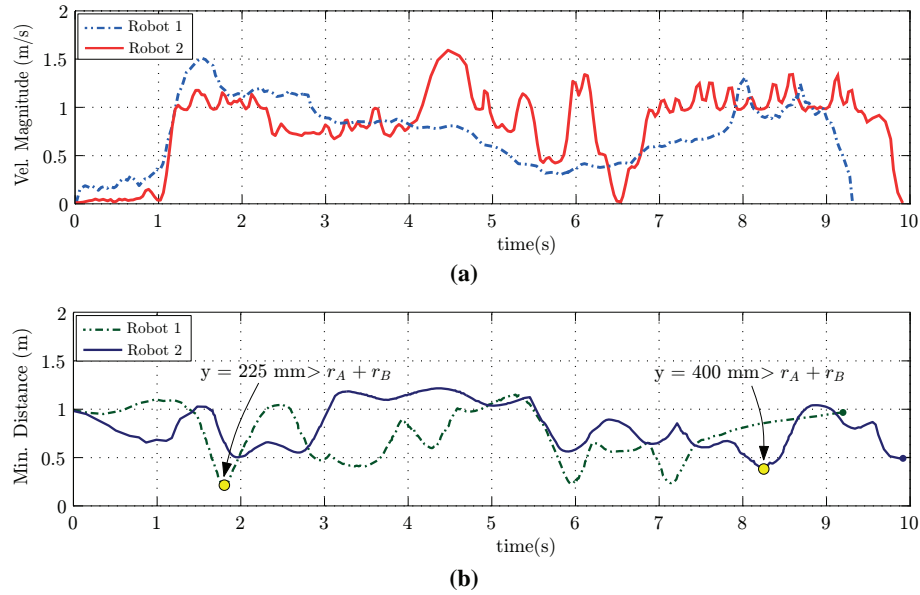 2
1.5
1
0.5
0
Vel. Magnitude (m/s)
Robot 1
Robot 2
0 1 2 3 4 5 6 7 8 9 10
time(s)
(a)
2
1.5
1
0.5
0
Min. Distance (m)
Robot 1
Robot 2
y = 225 mm> r_A + r_B
y = 400 mm> r_A + r_B
0 1 2 3 4 5 6 7 8 9 10
time(s)
(b)